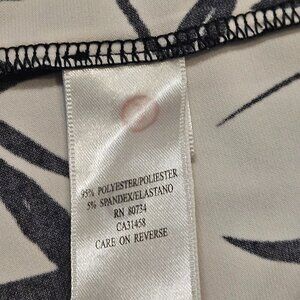 95% POLYESTER/POLIESTER
5% SPANDEX/ELASTANO
RN 80734
CA31458
CARE ON REVERSE